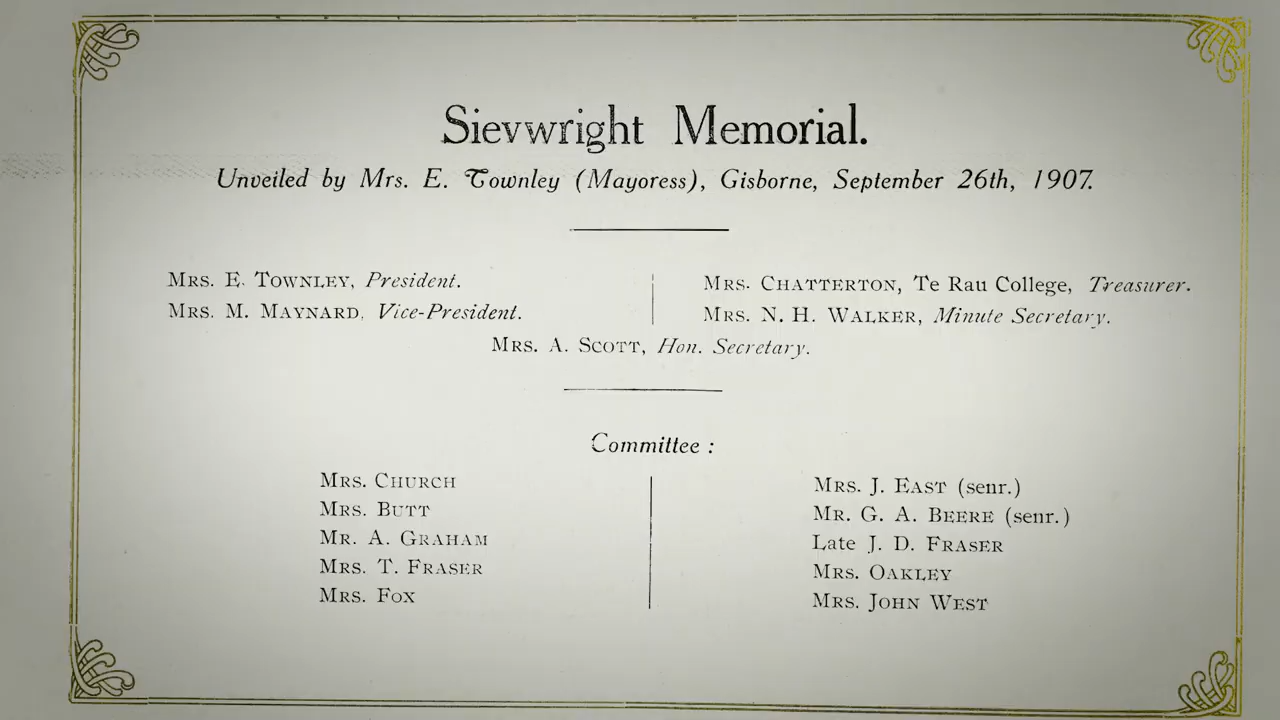 Sievwright Memorial.
Unveiled by Mrs. E. Townley (Mayoress), Gisborne, September 26th, 1907.
Mrs. E. Townley, President.
Mrs. M. Maynard, Vice-President.
Mrs. Chatterton, Te Rau College, Treasurer.
Mrs. N. H. Walker, Minute Secretary.
Mrs. A. Scott, Hon. Secretary.
Committee :
Mrs. Church
Mrs. Butt
Mr. A. Graham
Mrs. T. Fraser
Mrs. Fox
Mrs. J. East (senr.)
Mr. G. A. Beere (senr.)
Late J. D. Fraser
Mrs. Oakley
Mrs. John West